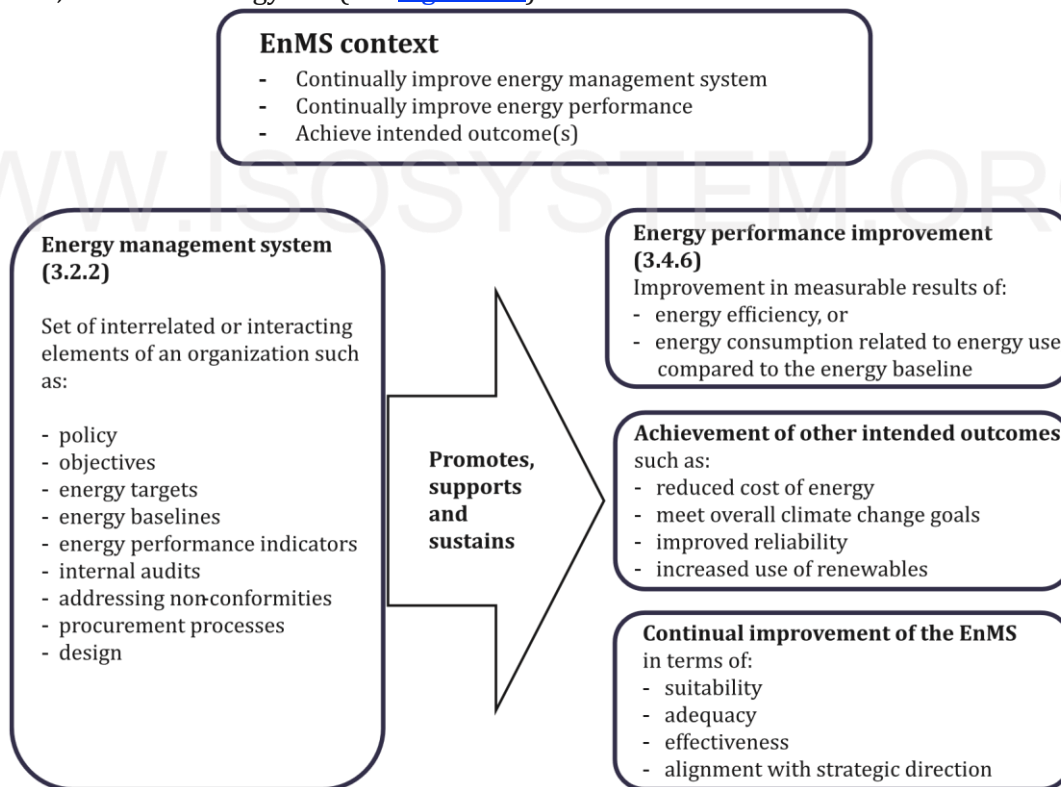 EnMS context
- Continually improve energy management system
- Continually improve energy performance
- Achieve intended outcome(s)
WW.ISOSYSTEM.ORG
Energy management system
(3.2.2)
Set of interrelated or interacting
elements of an organization such
as:
- policy
- objectives
- energy targets
- energy baselines
- energy performance indicators
- internal audits
- addressing non-conformities
- procurement processes
- design
Promotes,
supports
and
sustains
Energy performance improvement
(3.4.6)
Improvement in measurable results of:
- energy efficiency, or
- energy consumption related to energy use
compared to the energy baseline
Achievement of other intended outcomes
such as:
- reduced cost of energy
- meet overall climate change goals
- improved reliability
- increased use of renewables
Continual improvement of the EnMS
in terms of:
- suitability
- adequacy
- effectiveness
- alignment with strategic direction